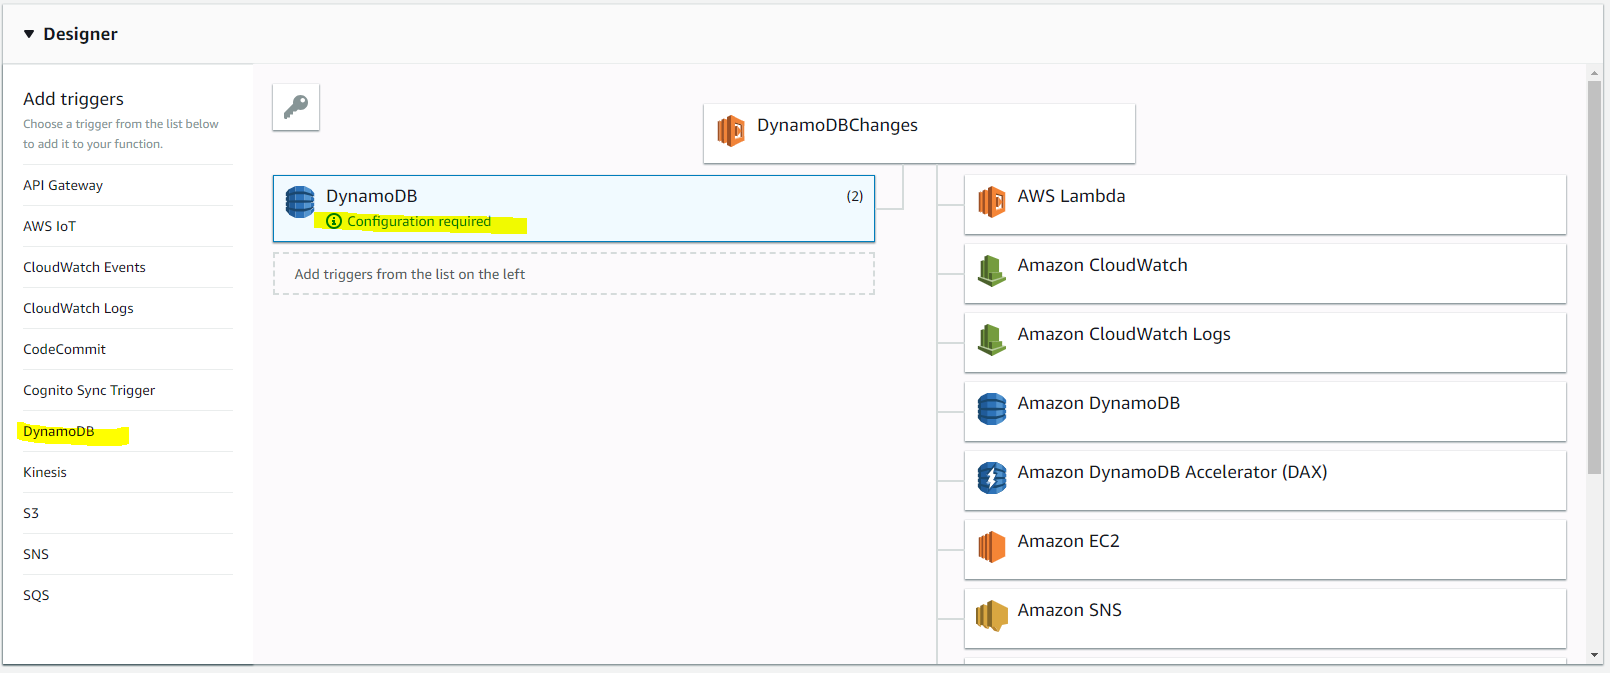 Designer
Add triggers
Choose a trigger from the list below
to add it to your function.
API Gateway
AWS IoT
CloudWatch Events
CloudWatch Logs
CodeCommit
Cognito Sync Trigger
DynamoDB
Kinesis
S3
SNS
SQS
DynamoDBChanges
DynamoDB
(2)
Configuration required
Add triggers from the list on the left
AWS Lambda
Amazon CloudWatch
Amazon CloudWatch Logs
Amazon DynamoDB
Amazon DynamoDB Accelerator (DAX)
Amazon EC2
Amazon SNS